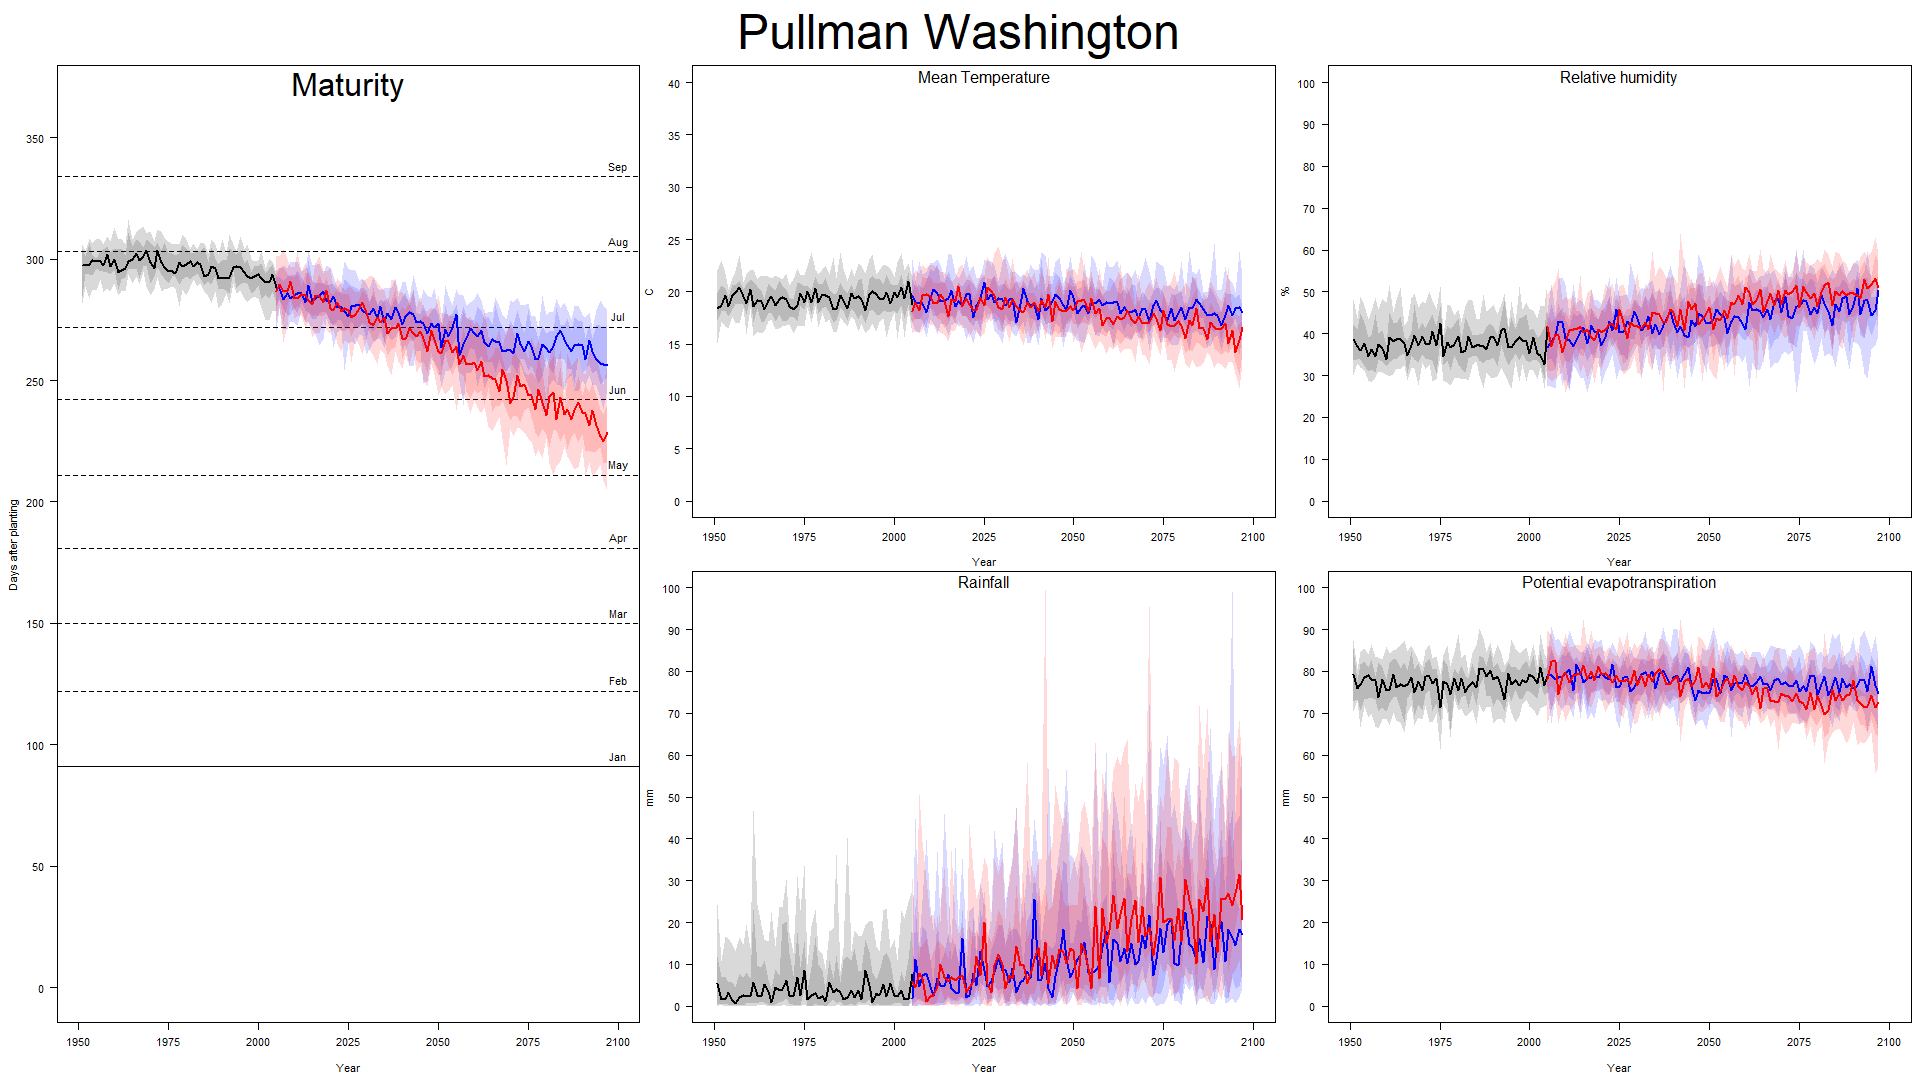 Pullman Washington
Maturity
350
300
250
200
150
100
50
0
Sep
Aug
Jul
Jun
May
Apr
Mar
Feb
Jan
Days after planting
1950 1975 2000 2025 2050 2075 2100
Year
Mean Temperature
40
35
30
25
20
15
10
5
0
C
1950 1975 2000 2025 2050 2075 2100
Year
Relative humidity
100
90
80
70
60
50
40
30
20
10
0
%
1950 1975 2000 2025 2050 2075 2100
Year
Rainfall
100
90
80
70
60
50
40
30
20
10
0
mm
1950 1975 2000 2025 2050 2075 2100
Year
Potential evapotranspiration
100
90
80
70
60
50
40
30
20
10
0
mm
1950 1975 2000 2025 2050 2075 2100
Year